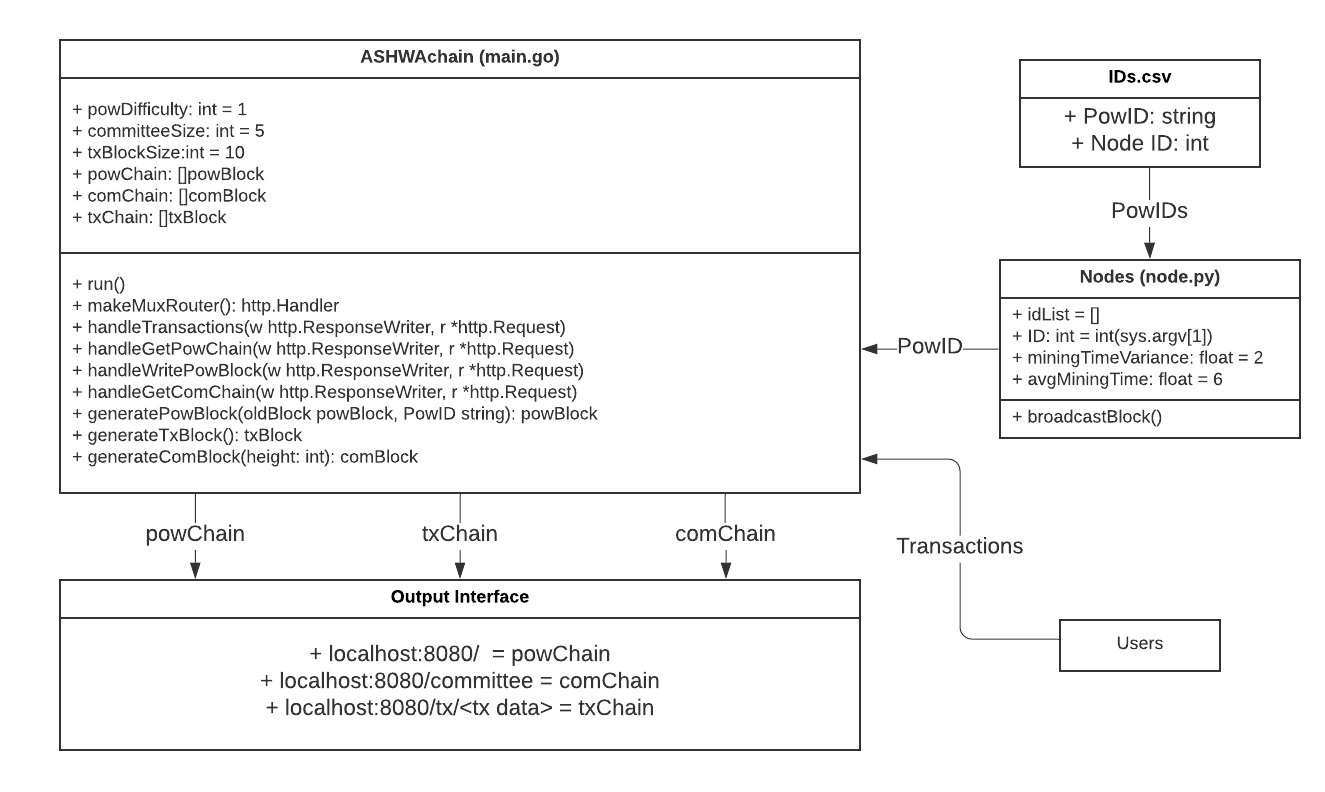 ASHWAchain (main.go)
+ powDifficulty: int = 1
+ committeeSize: int = 5
+ txBlockSize:int = 10
+ powChain: []powBlock
+ comChain: []comBlock
+ txChain: []txBlock
+ run()
+ makeMuxRouter(): http.Handler
+ handleTransactions(w http.ResponseWriter, r *http.Request)
+ handleGetPowChain(w http.ResponseWriter, r *http.Request)
+ handleWritePowBlock(w http.ResponseWriter, r *http.Request)
+ handleGetComChain(w http.ResponseWriter, r *http.Request)
+ generatePowBlock(oldBlock powBlock, PowID string): powBlock
+ generateTxBlock(): txBlock
+ generateComBlock(height: int): comBlock
IDs.csv
+ PowID: string
+ Node ID: int
PowIDs
Nodes (node.py)
+ idList = []
+ ID: int = int(sys.argv[1])
+ miningTimeVariance: float = 2
+ avgMiningTime: float = 6
+ broadcastBlock()
PowID
Transactions
Users
powChain
txChain
comChain
Output Interface
+ localhost:8080/  = powChain
+ localhost:8080/committee = comChain
+ localhost:8080/tx/<tx data> = txChain